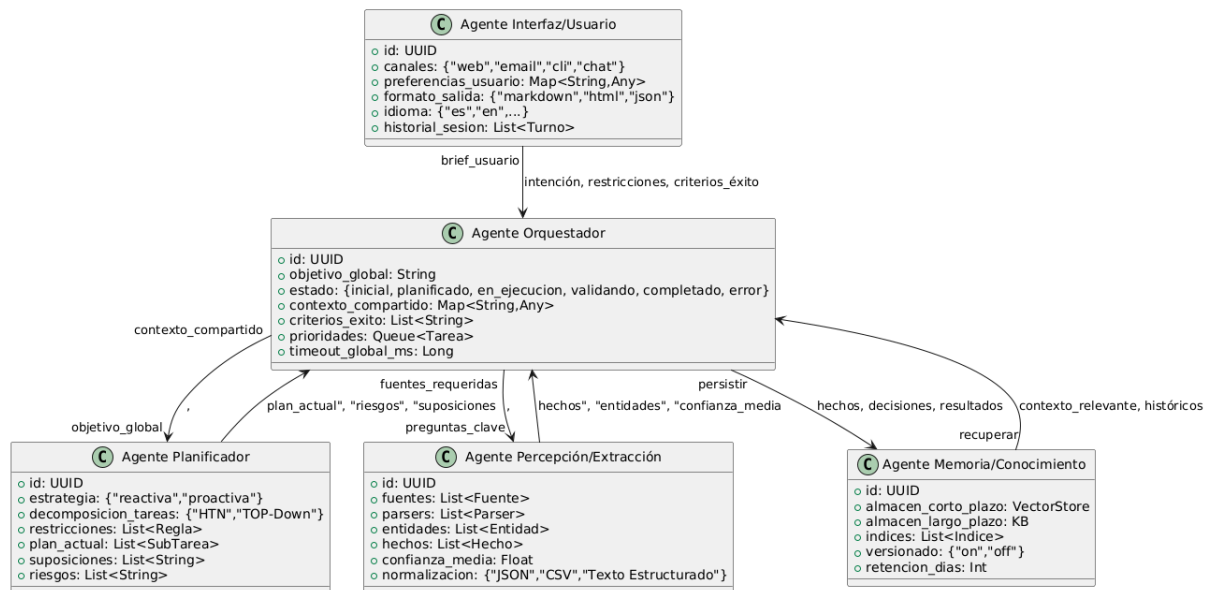 C Agente Interfaz/Usuario
id: UUID
canales: {"web","email","cli","chat"}
preferencias_usuario: Map<String,Any>
formato_salida: {"markdown","html","json"}
idioma: {"es","en",...}
historial_sesion: List<Turno>
brief_usuario
intención, restricciones, criterios_éxito
C Agente Orquestador
id: UUID
objetivo_global: String
estado: {inicial, planificado, en_ejecucion, validando, completado, error}
contexto_compartido: Map<String,Any>
criterios_exito: List<String>
prioridades: Queue<Tarea>
timeout_global_ms: Long
contexto_compartido
,
objetivo_global
plan_actual", "riesgos", "suposiciones
fuentes_requeridas
,
preguntas_clave
hechos", "entidades", "confianza_media
persistir
hechos, decisiones, resultados
contexto_relevante, históricos
recuperar
C Agente Planificador
id: UUID
estrategia: {"reactiva","proactiva"}
decomposicion_tareas: {"HTN","TOP-Down"}
restricciones: List<Regla>
plan_actual: List<SubTarea>
suposiciones: List<String>
riesgos: List<String>
C Agente Percepción/Extracción
id: UUID
fuentes: List<Fuente>
parsers: List<Parser>
entidades: List<Entidad>
hechos: List<Hecho>
confianza_media: Float
normalizacion: {"JSON","CSV","Texto Estructurado"}
C Agente Memoria/Conocimiento
id: UUID
almacen_corto_plazo: VectorStore
almacen_largo_plazo: KB
indices: List<Indice>
versionado: {"on","off"}
retencion_dias: Int